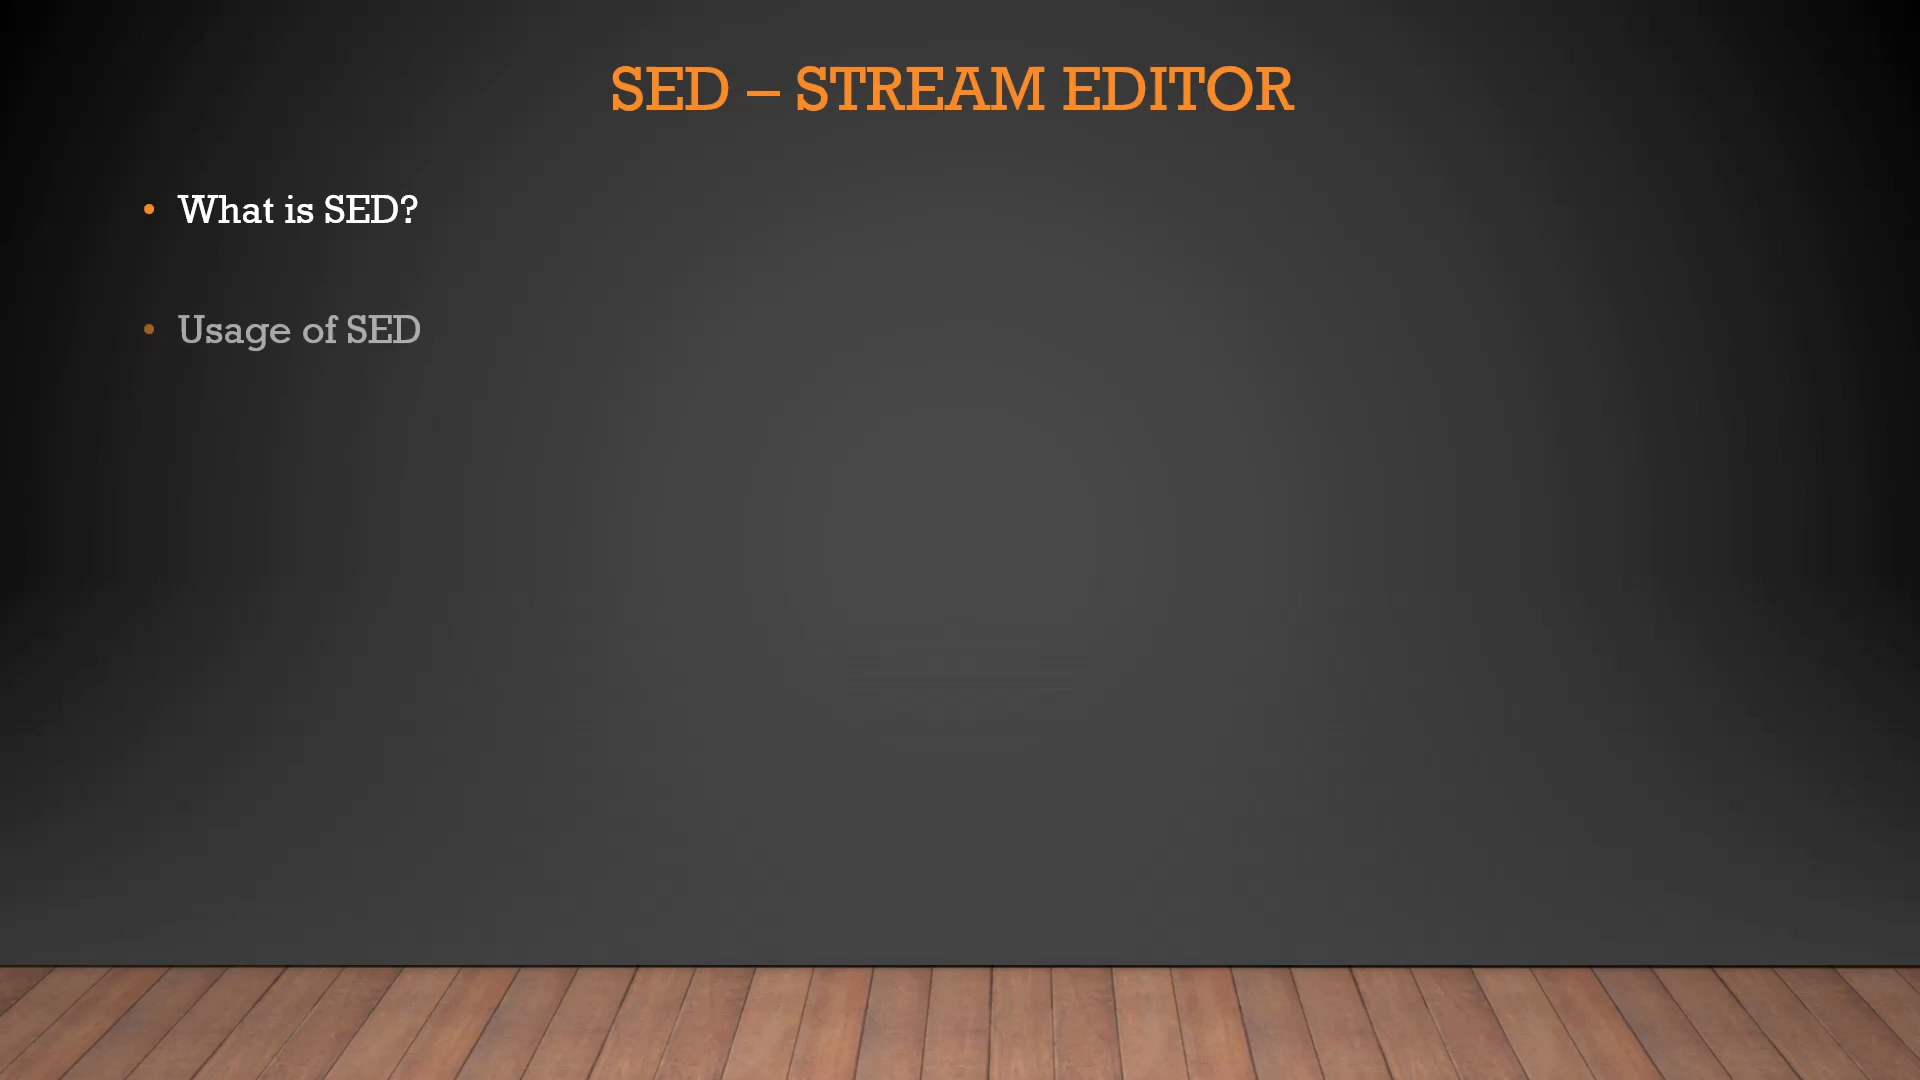 SED – STREAM EDITOR
• What is SED?
• Usage of SED